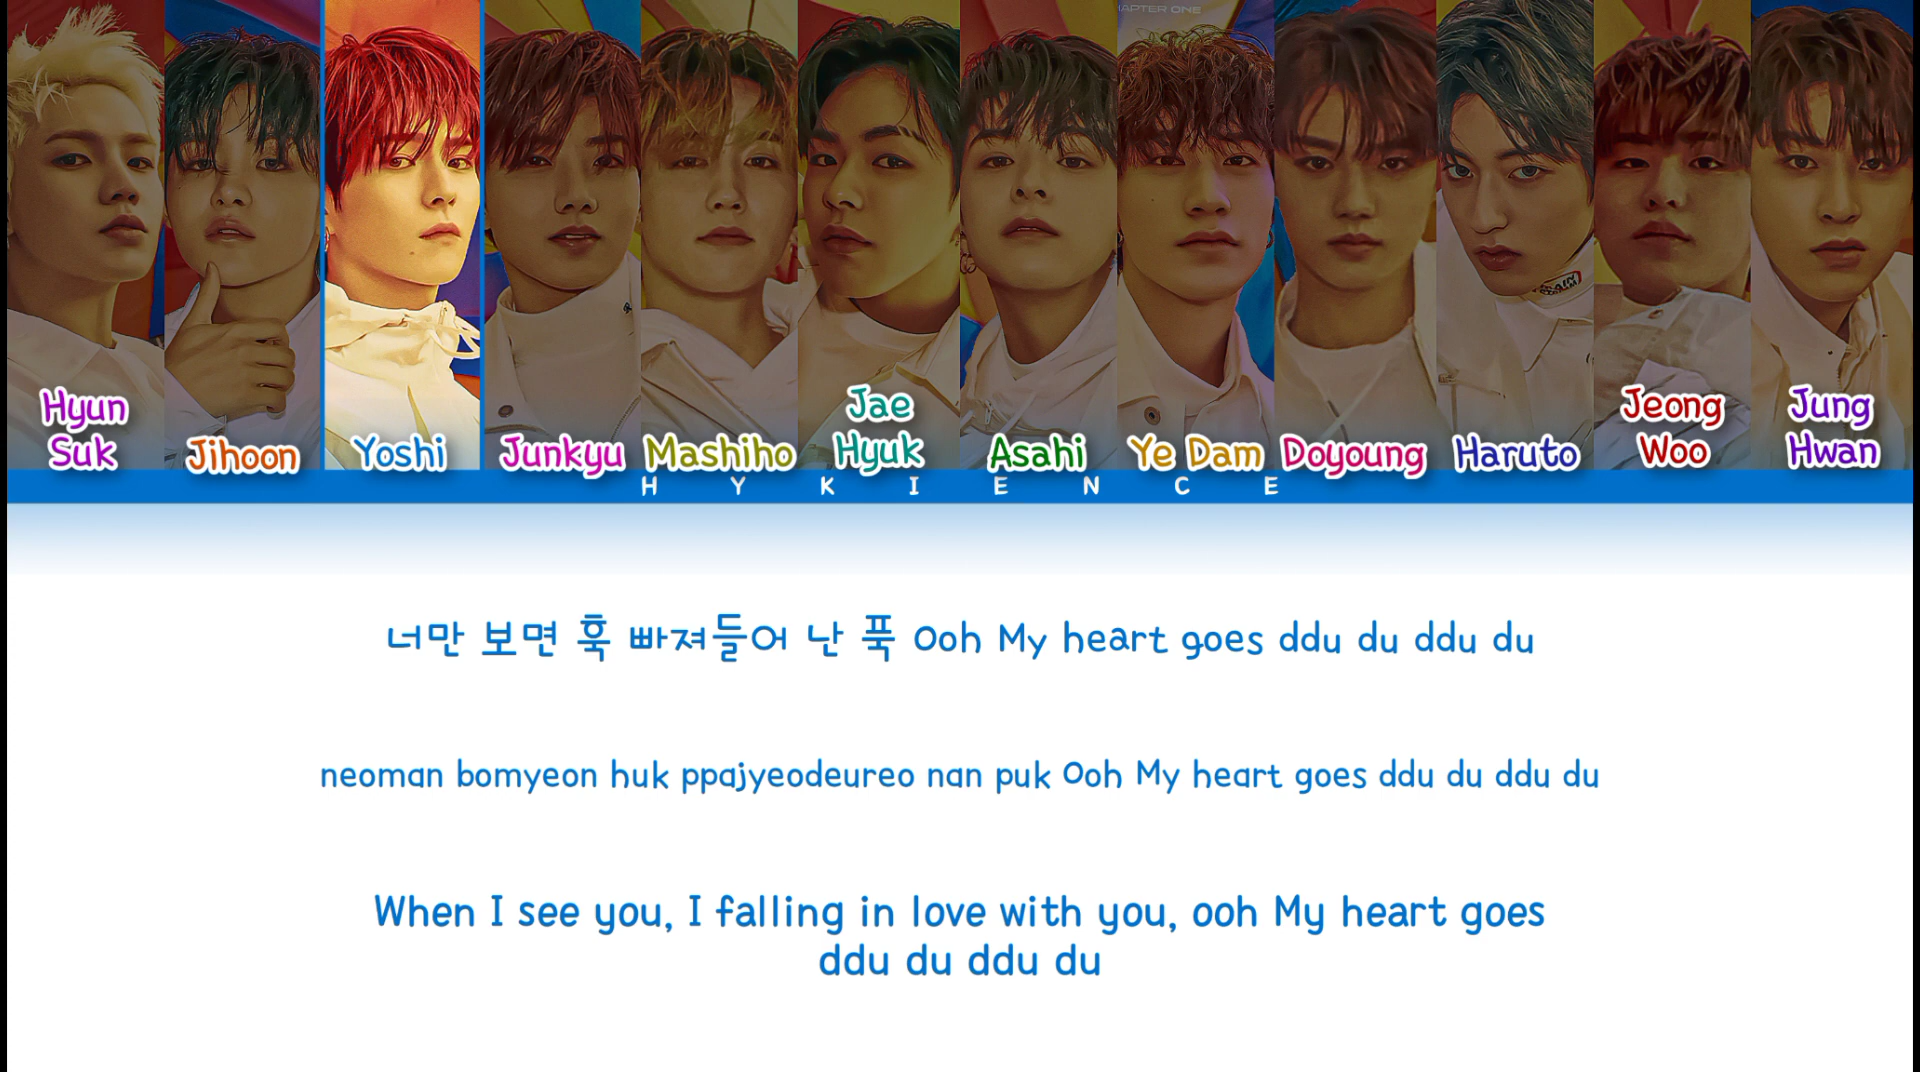 APTER ONE
Hyun
Suk
Jihoon
Yoshi
Junkyu
Mashiho
Jae
Hyuk
Asahi
Ye Dam
Doyoung
Haruto
Jeong
Woo
Jung
Hwan
HYKIENCE
너만 보면 훅 빠져들어 난 푹 Ooh My heart goes ddu du ddu du
neoman bomyeon huk ppajyeodeureo nan puk Ooh My heart goes ddu du ddu du
When I see you, I falling in love with you, ooh My heart goes
ddu du ddu du